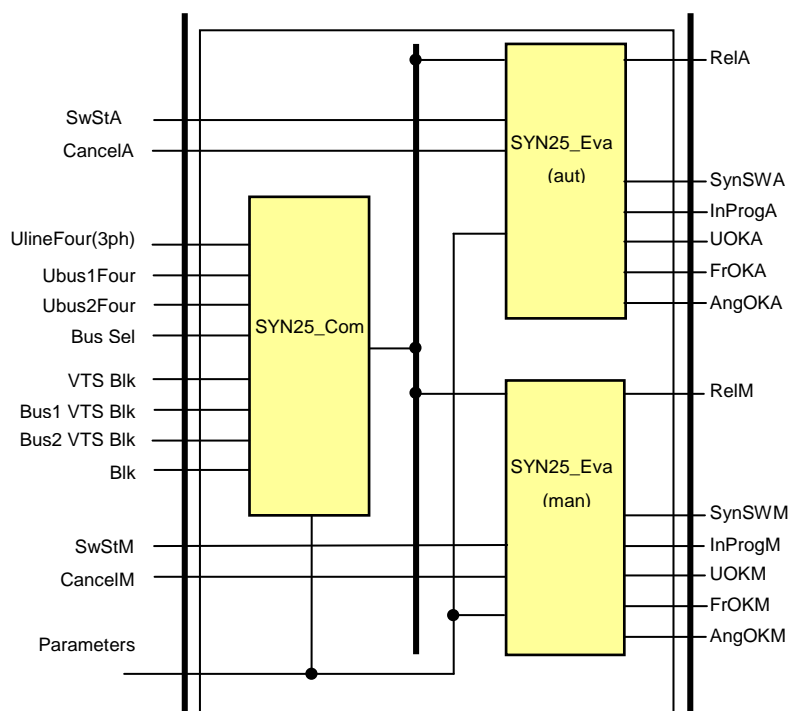 RelA
SwStA
CancelA
SYN25_Eva
(aut)
SynSWA
InProgA
UOKA
FrOKA
AngOKA
UlineFour(3ph)
Ubus1Four
Ubus2Four
Bus Sel
SYN25_Com
VTS Blk
Bus1 VTS Blk
Bus2 VTS Blk
Blk
RelM
SYN25_Eva
(man)
SynSWM
InProgM
UOKM
FrOKM
AngOKM
SwStM
CancelM
Parameters